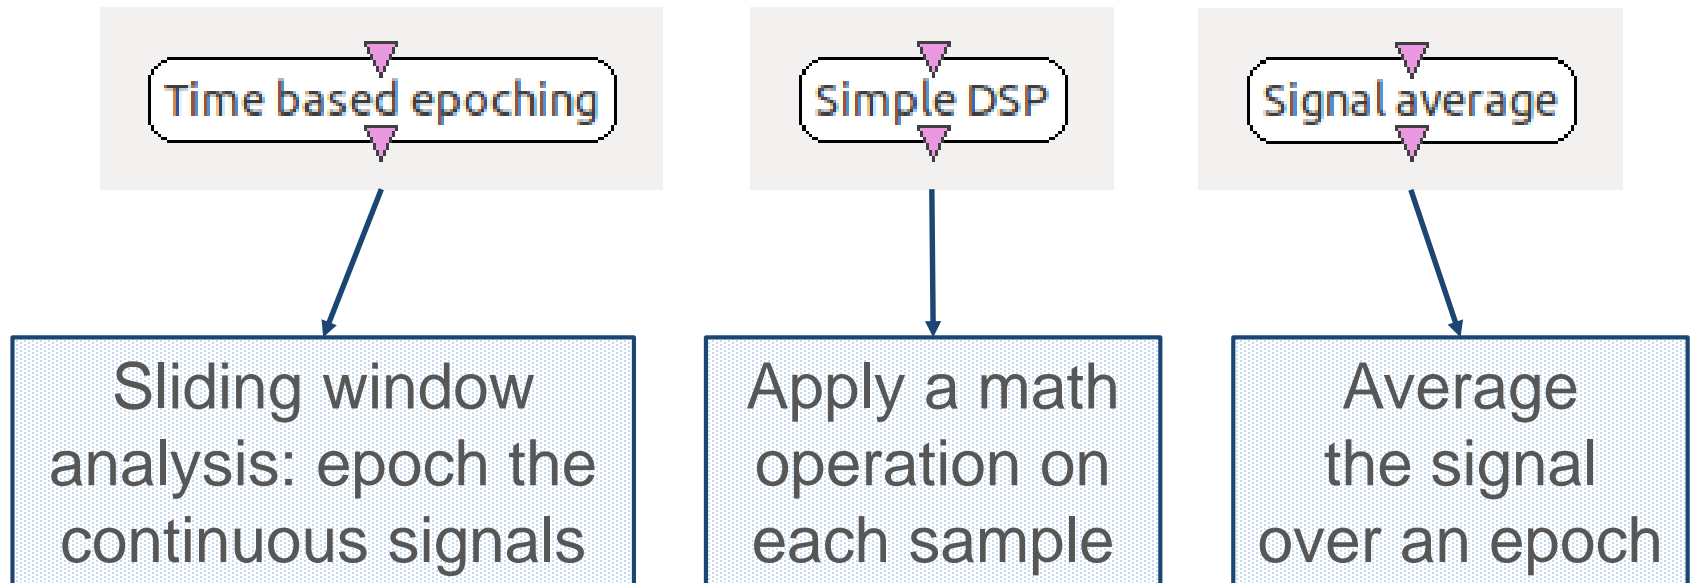 Time based epoching
Simple DSP
Signal average
Sliding window
analysis: epoch the
continuous signals
Apply a math
operation on
each sample
Average
the signal
over an epoch